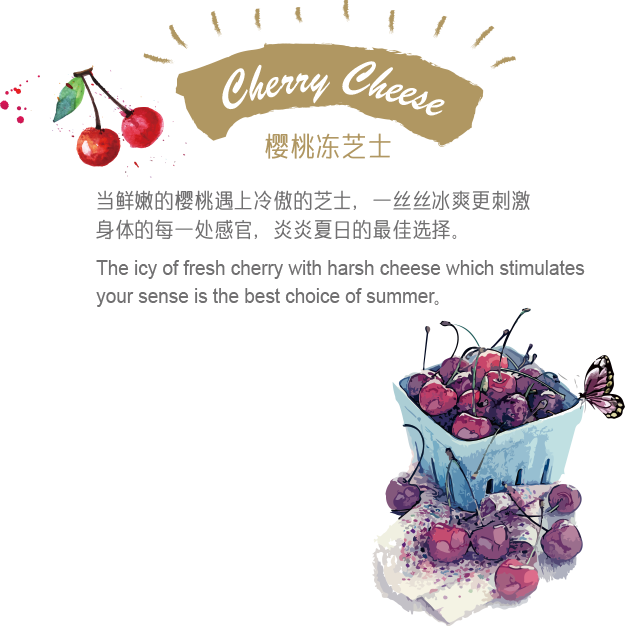 Cherry Cheese
樱桃冻芝士
当鲜嫩的樱桃遇上冷傲的芝士，一丝丝冰爽更刺激
身体的每一处感官，炎炎夏日的最佳选择。
The icy of fresh cherry with harsh cheese which stimulates
your sense is the best choice of summer。